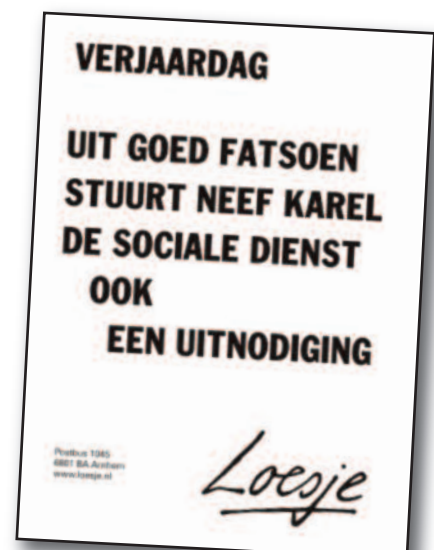 VERJAARDAG
UIT GOED FATSOEN
STUURT NEEF KAREL
DE SOCIALE DIENST
OOK
EEN UITNODIGING
Postbus 1045
6801 BA Arnhem
www.loesje.nl
Loesje